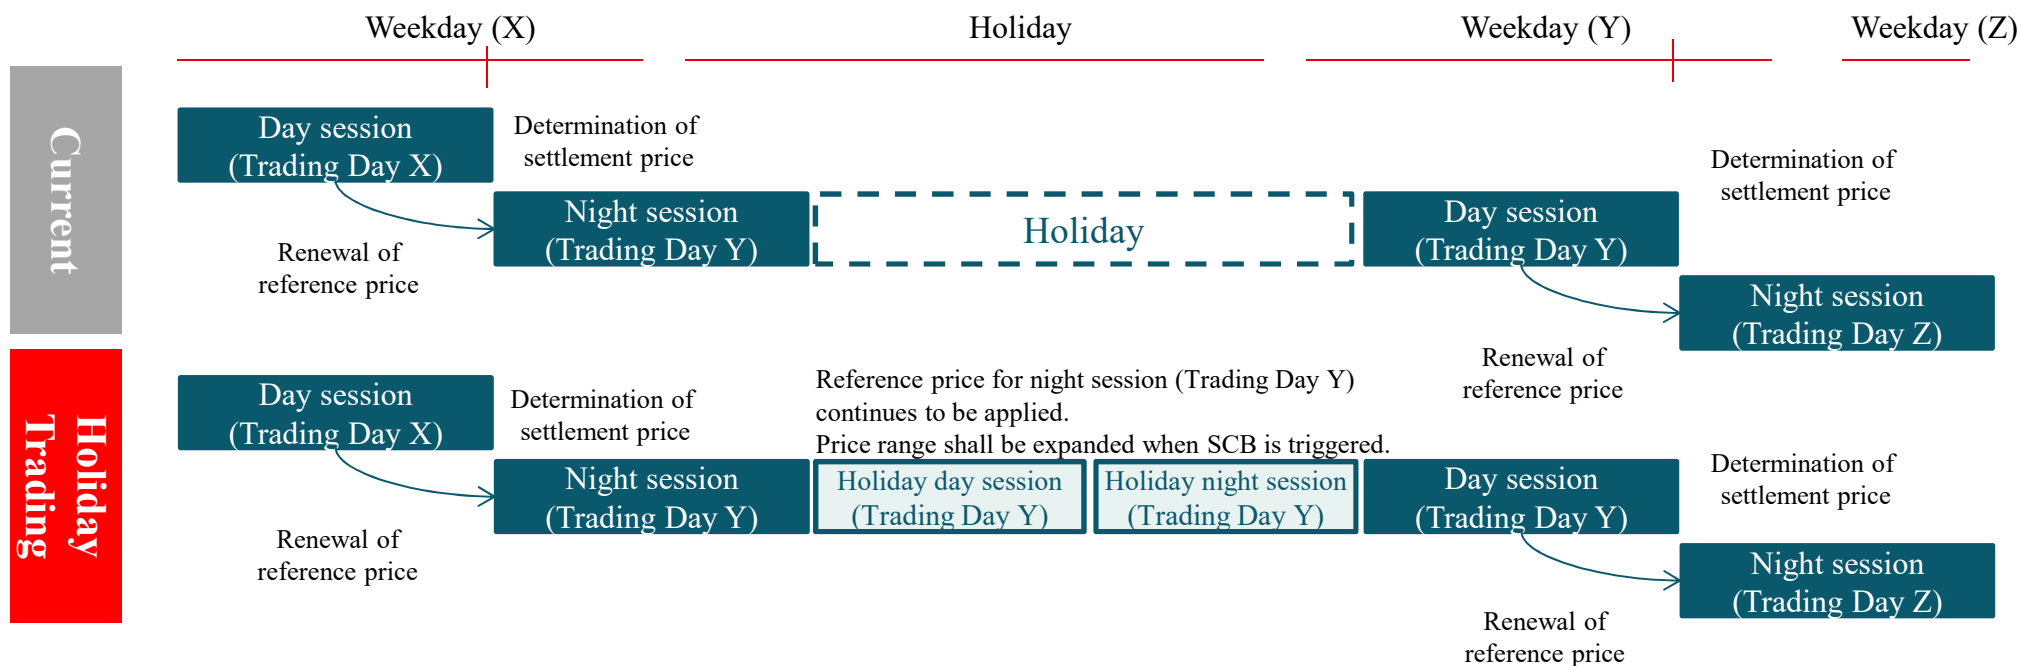 Weekday (X)
Holiday
Weekday (Y)
Weekday (Z)
Current
Day session
(Trading Day X)
Determination of
settlement price
Renewal of
reference price
Night session
(Trading Day Y)
Holiday
Day session
(Trading Day Y)
Determination of
settlement price
Renewal of
reference price
Night session
(Trading Day Z)
Holiday
Trading
Day session
(Trading Day X)
Determination of
settlement price
Renewal of
reference price
Night session
(Trading Day Y)
Reference price for night session (Trading Day Y)
continues to be applied.
Price range shall be expanded when SCB is triggered.
Holiday day session
(Trading Day Y)
Holiday night session
(Trading Day Y)
Day session
(Trading Day Y)
Determination of
settlement price
Renewal of
reference price
Night session
(Trading Day Z)